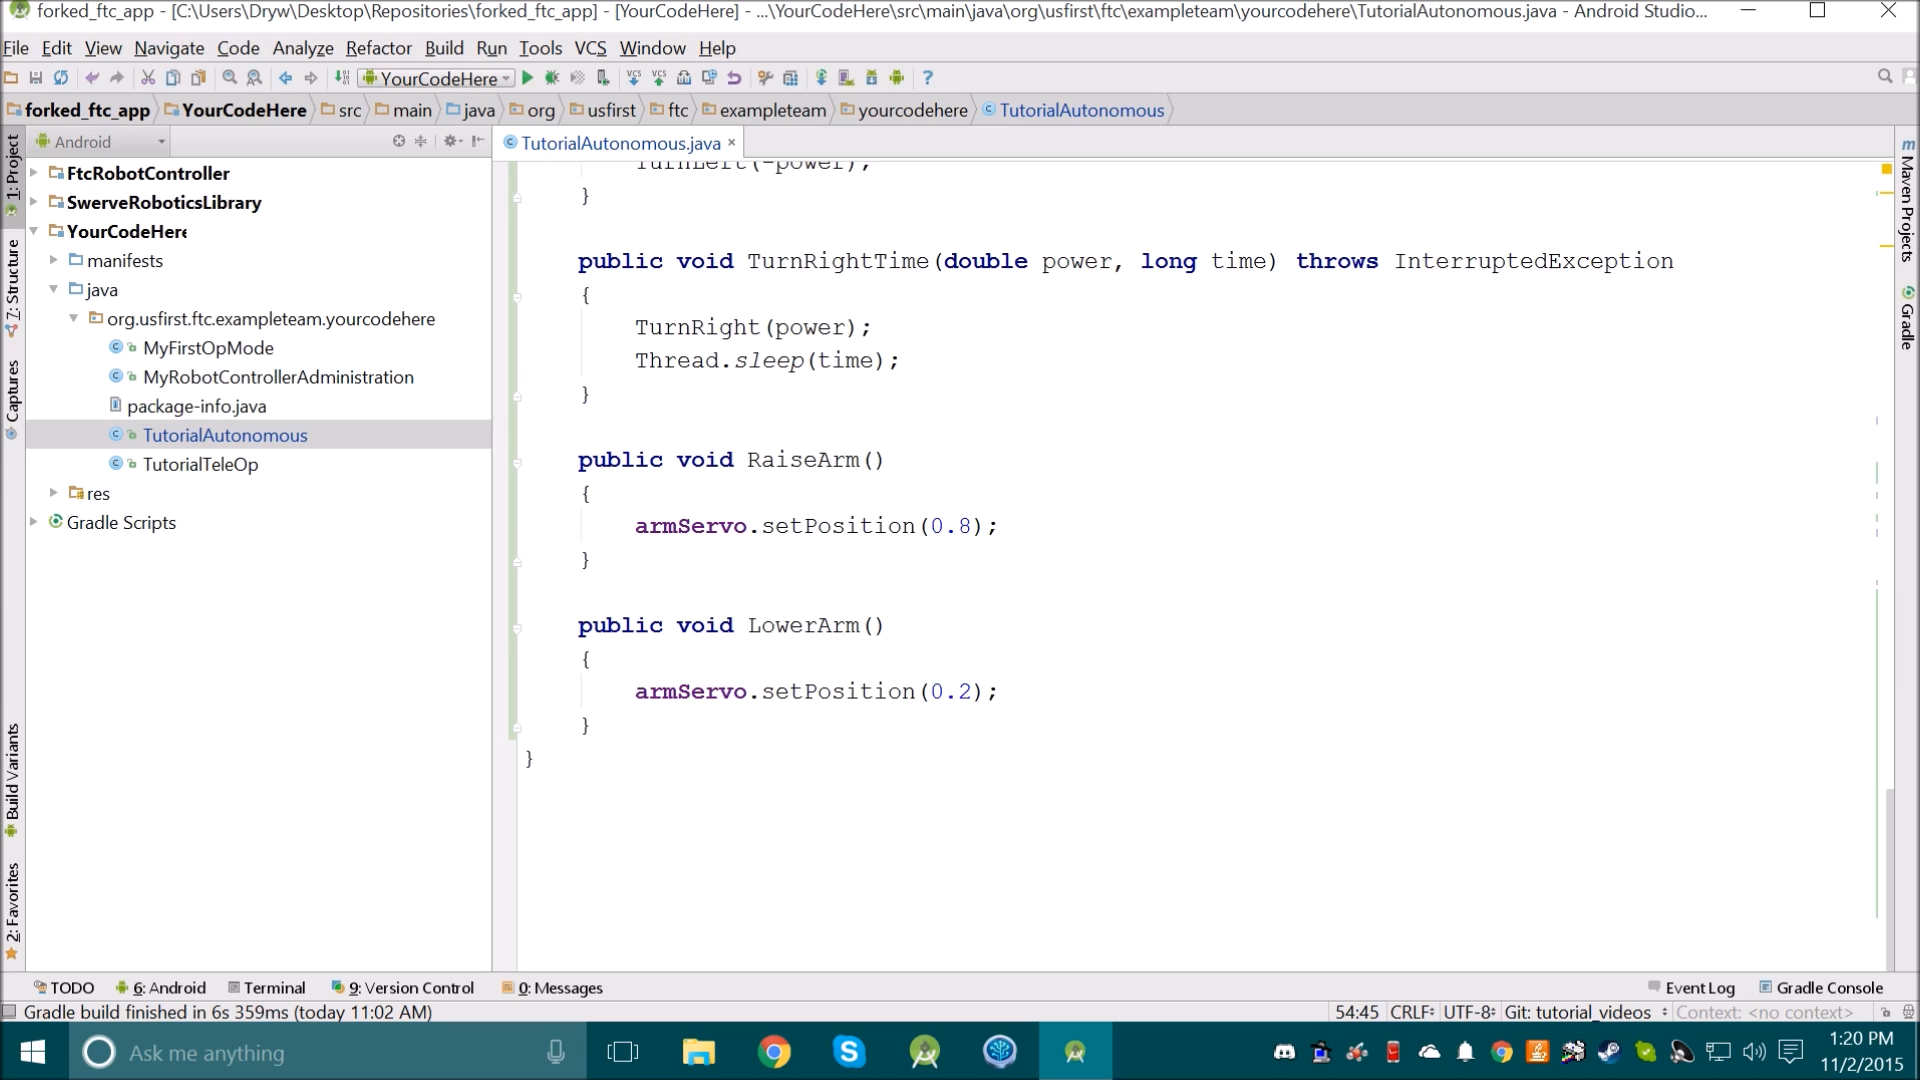 forked_ftc_app - [C:\Users\Dryw\Desktop\Repositories\forked_ftc_app] - [YourCodeHere] - ...\YourCodeHere\src\main\java\org\usfirst\ftc\exampleteam\yourcodehere\TutorialAutonomous.java - Android Studio...
File Edit View Navigate Code Analyze Refactor Build Run Tools VCS Window Help
YourCodeHere
forked_ftc_app YourCodeHere src main java org usfirst ftc exampleteam yourcodehere TutorialAutonomous
Android
TutorialAutonomous.java
FtcRobotController
SwerveRoboticsLibrary
YourCodeHere
manifests
java
org.usfirst.ftc.exampleteam.yourcodehere
MyFirstOpMode
MyRobotControllerAdministration
package-info.java
TutorialAutonomous
TutorialTeleOp
res
Gradle Scripts
1: Project
7: Structure
Captures
Build Variants
2: Favorites
TurnLeft(-power);
}
public void TurnRightTime(double power, long time) throws InterruptedException
{
TurnRight(power);
Thread.sleep(time);
}
public void RaiseArm()
{
armServo.setPosition(0.8);
}
public void LowerArm()
{
armServo.setPosition(0.2);
}
}
m Maven Projects
Gradle
TODO 6: Android Terminal 9: Version Control 0: Messages Event Log Gradle Console
Gradle build finished in 6s 359ms (today 11:02 AM) 54:45 CRLF UTF-8 Git: tutorial_videos Context: <no context>
Ask me anything
1:20 PM
11/2/2015